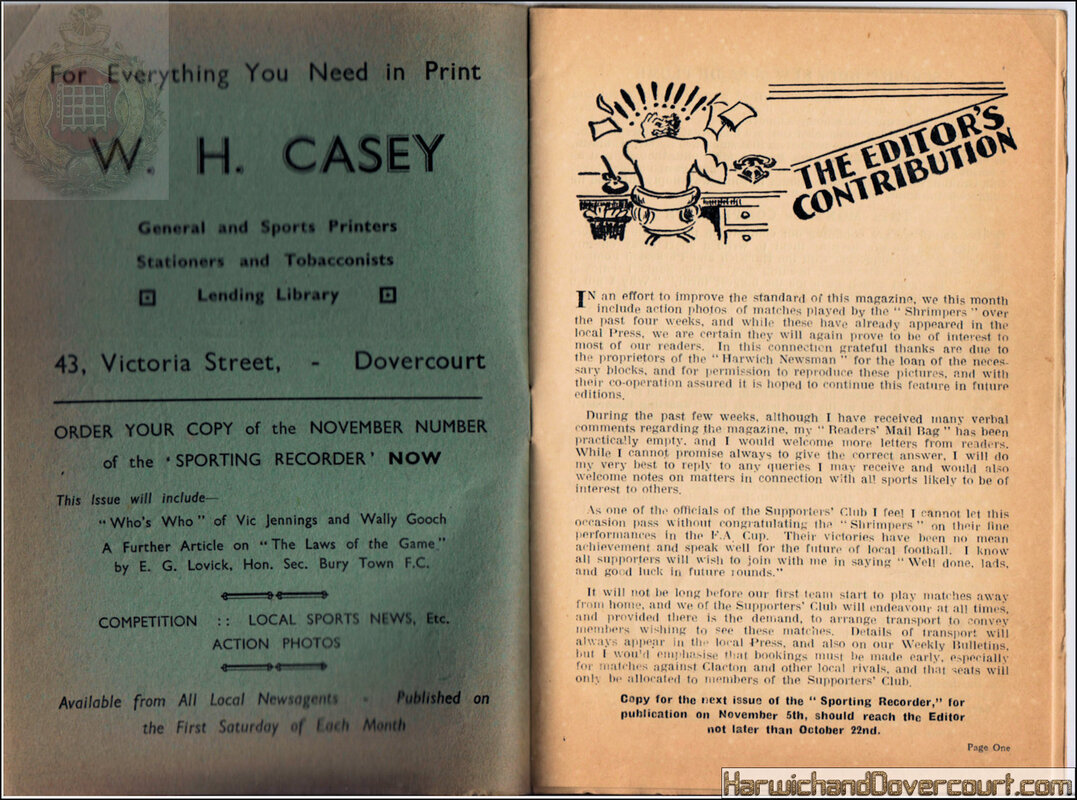 For Everything You Need in Print
W. H. CASEY
General and Sports Printers
Stationers and Tobacconists
Lending Library
43, Victoria Street, - Dovercourt
ORDER YOUR COPY of the NOVEMBER NUMBER
of the 'SPORTING RECORDER' NOW
This Issue will include—
"Who's Who" of Vic Jennings and Wally Gooch
A Further Article on "The Laws of the Game"
by E. G. Lovick, Hon. Sec. Bury Town F.C.
COMPETITION :: LOCAL SPORTS NEWS, Etc.
ACTION PHOTOS
Available from All Local Newsagents - Published on
the First Saturday of Each Month
THE EDITOR'S
CONTRIBUTION
IN an effort to improve the standard of this magazine, we this month
include action photos of matches played by the "Shrimpers" over
the past four weeks, and while these have already appeared in the
local Press, we are certain they will again prove to be of interest to
most of our readers. In this connection grateful thanks are due to
the proprietors of the "Harwich Newsman" for the loan of the neces-
sary blocks, and for permission to reproduce these pictures, and with
their co-operation assured it is hoped to continue this feature in future
editions.
During the past few weeks, although I have received many verbal
comments regarding the magazine, my "Readers' Mail Bag" has been
practically empty, and I would welcome more letters from readers.
While I cannot promise always to give the correct answer, I will do
my very best to reply to any queries I may receive and would also
welcome notes on matters in connection with all sports likely to be of
interest to others.
As one of the officials of the Supporters' Club I feel I cannot let this
occasion pass without congratulating the "Shrimpers" on their fine
performances in the F.A. Cup. Their victories have been no mean
achievement and speak well for the future of local football. I know
all supporters will wish to join with me in saying "Well done, lads,
and good luck in future rounds."
It will not be long before our first team start to play matches away
from home, and we of the Supporters' Club will endeavour at all times,
and provided there is the demand, to arrange transport to convey
members wishing to see these matches. Details of transport will
always appear in the local Press, and also on our Weekly Bulletins,
but I would emphasise that bookings must be made early, especially
for matches against Clacton and other local rivals, and that seats will
only be allocated to members of the Supporters' Club.
Copy for the next issue of the "Sporting Recorder," for
publication on November 5th, should reach the Editor
not later than October 22nd.
Page One
HarwichandDovercourt.com